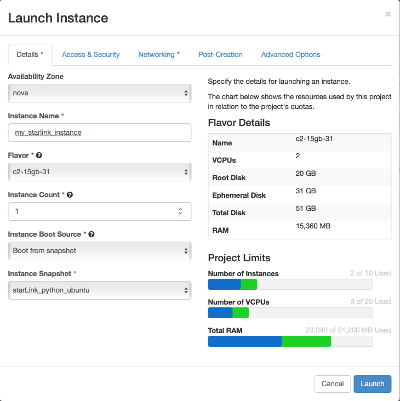 Launch Instance
×
Details * Access & Security Networking * Post-Creation Advanced Options
Availability Zone
nova
Instance Name *
my_starlink_instance
Flavor * ?
c2-15gb-31
Instance Count * ?
1
Instance Boot Source * ?
Boot from snapshot
Instance Snapshot *
starLink_python_ubuntu
Specify the details for launching an instance.
The chart below shows the resources used by this project
in relation to the project's quotas.
Flavor Details
Name c2-15gb-31
VCPUs 2
Root Disk 20 GB
Ephemeral Disk 31 GB
Total Disk 51 GB
RAM 15,360 MB
Project Limits
Number of Instances 2 of 10 Used
Number of VCPUs 3 of 20 Used
Total RAM 23,040 of 51,200 MB Used
Cancel Launch